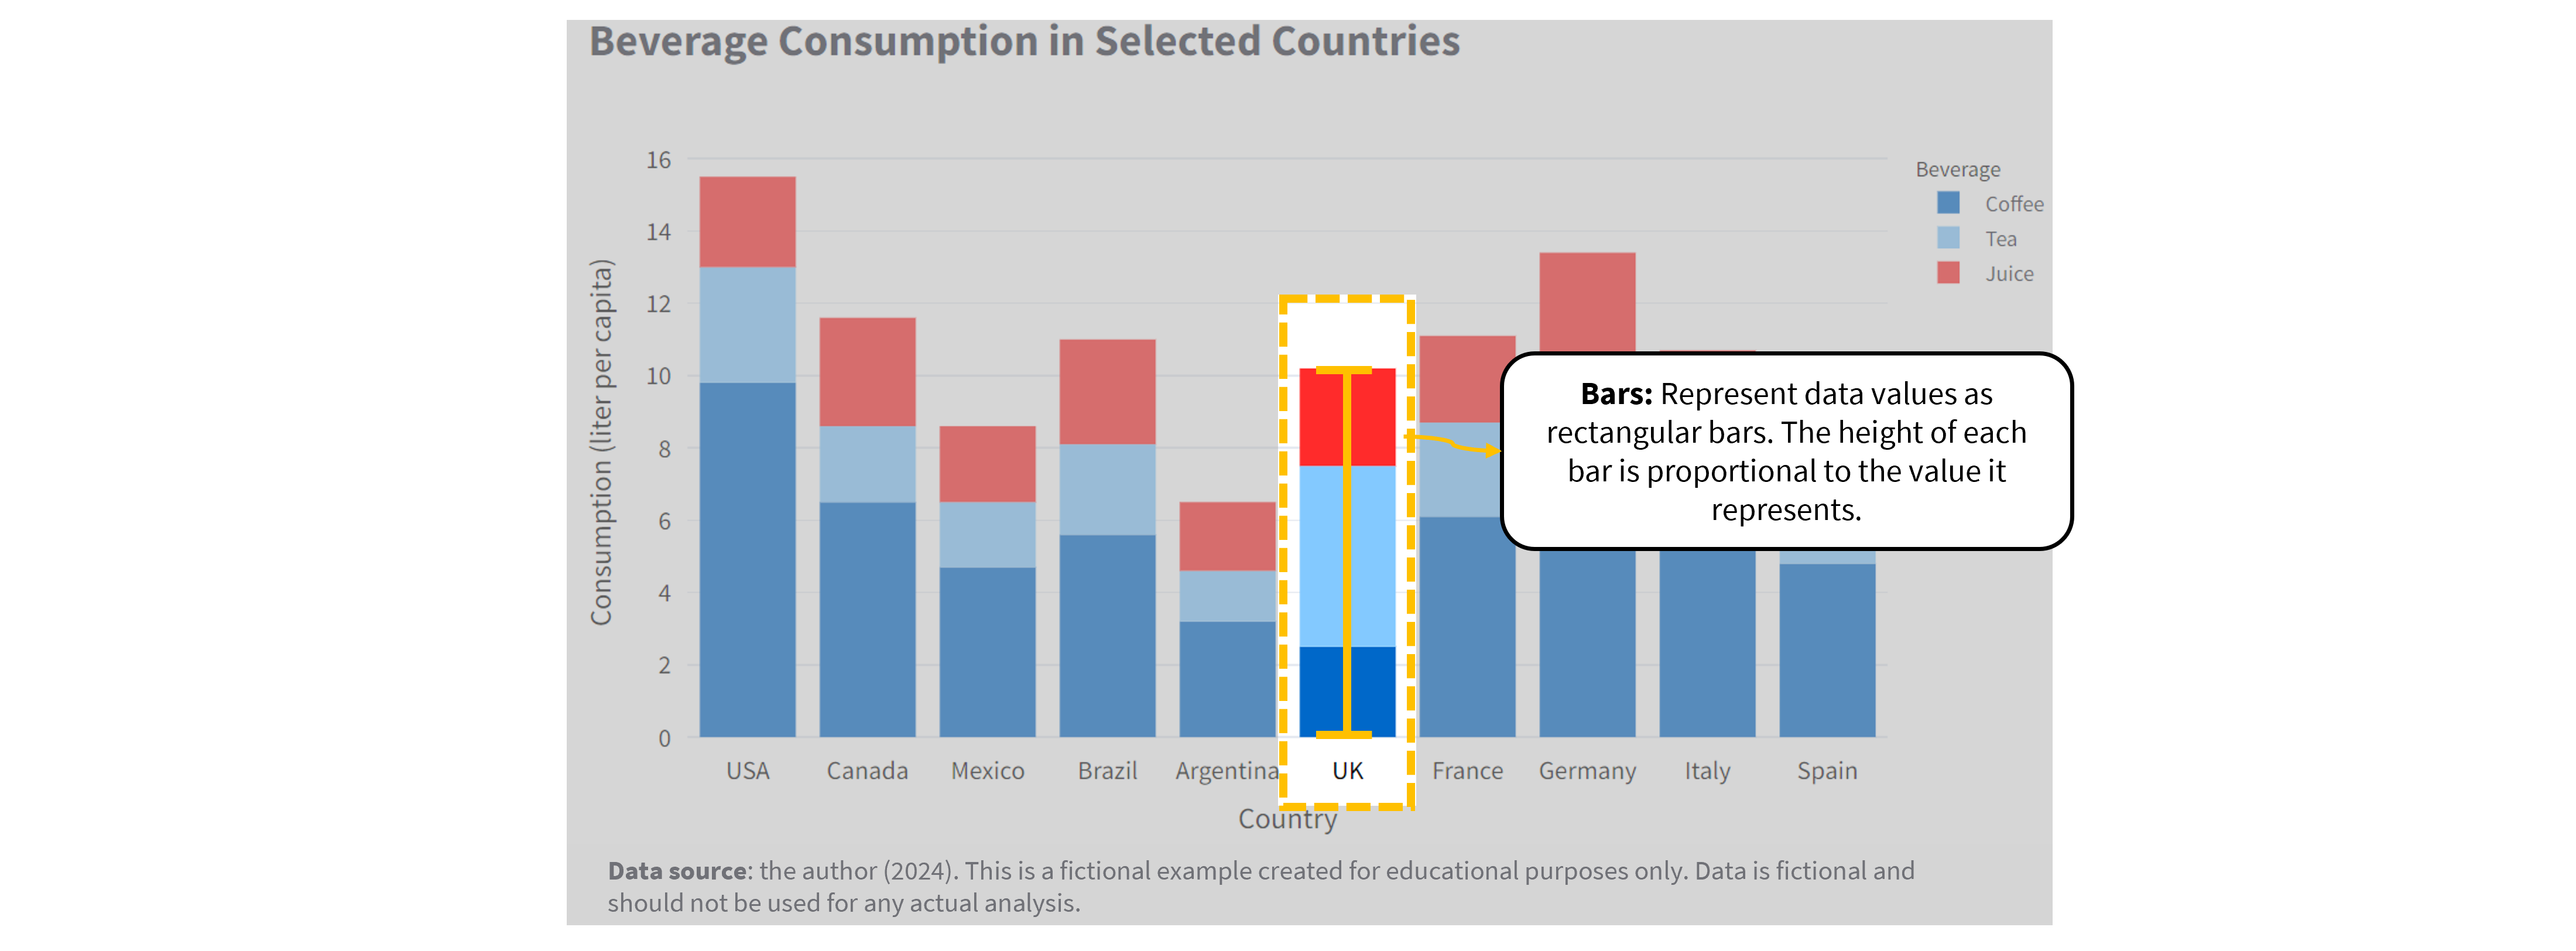 Beverage Consumption in Selected Countries
Consumption (liter per capita)
16
14
12
10
8
6
4
2
0
Beverage
Coffee
Tea
Juice
Bars: Represent data values as
rectangular bars. The height of each
bar is proportional to the value it
represents.
USA Canada Mexico Brazil Argentina UK France Germany Italy Spain
Country
Data source: the author (2024). This is a fictional example created for educational purposes only. Data is fictional and
should not be used for any actual analysis.